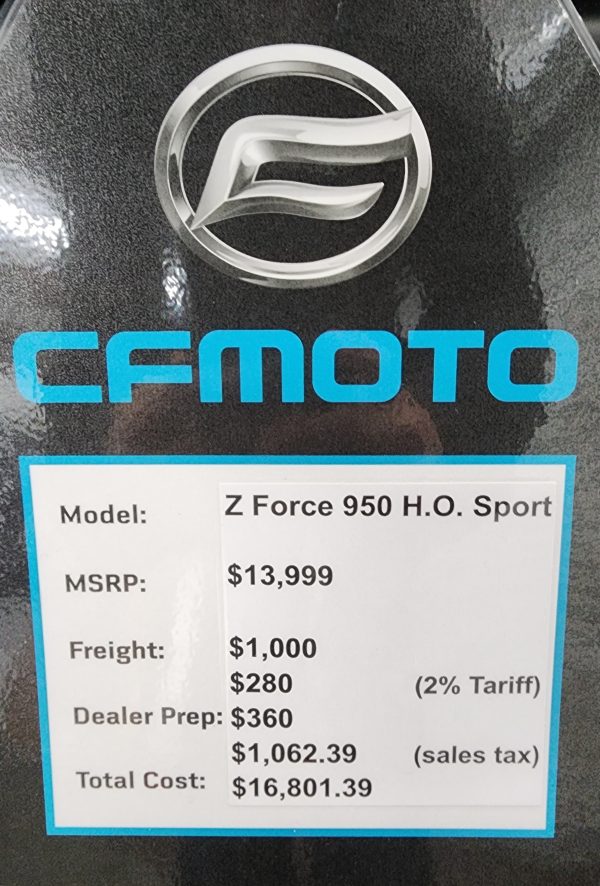 CFMOTO
Model: Z Force 950 H.O. Sport
MSRP: $13,999
Freight: $1,000
$280 (2% Tariff)
Dealer Prep: $360
$1,062.39 (sales tax)
Total Cost: $16,801.39